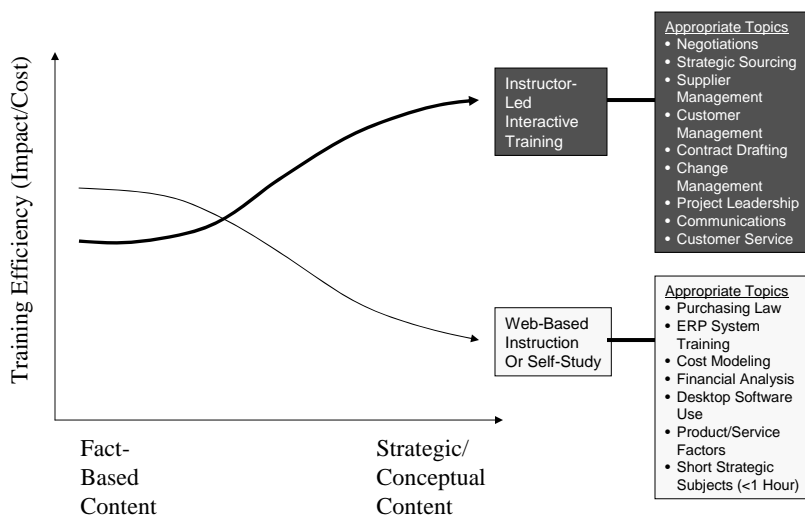 Training Efficiency (Impact/Cost)
Fact-
Based
Content
Strategic/
Conceptual
Content
Instructor-
Led
Interactive
Training
Appropriate Topics
• Negotiations
• Strategic Sourcing
• Supplier
Management
• Customer
Management
• Contract Drafting
• Change
Management
• Project Leadership
• Communications
• Customer Service
Web-Based
Instruction
Or Self-Study
Appropriate Topics
• Purchasing Law
• ERP System
Training
• Cost Modeling
• Financial Analysis
• Desktop Software
Use
• Product/Service
Factors
• Short Strategic
Subjects (<1 Hour)